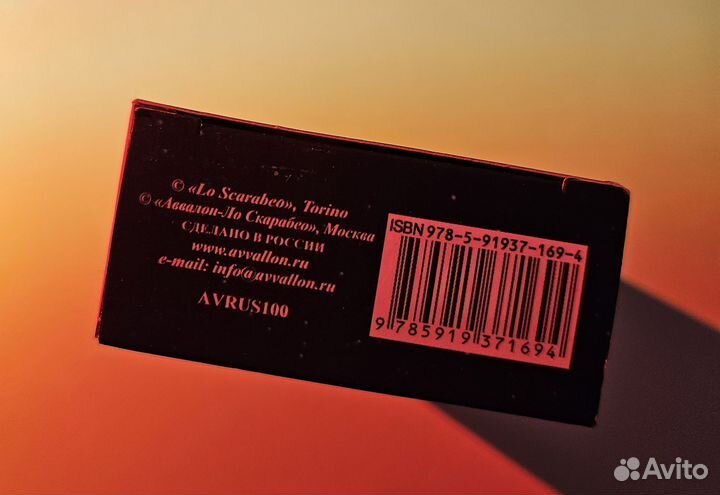 © «Lo Scarabeo», Torino
© «Аввалон-Ло Скарабео», Москва
СДЕЛАНО В РОССИИ
www.avvallon.ru
e-mail: info@avvallon.ru
AVRUS100
ISBN 978-5-91937-169-4
9 785919 371694
Avito